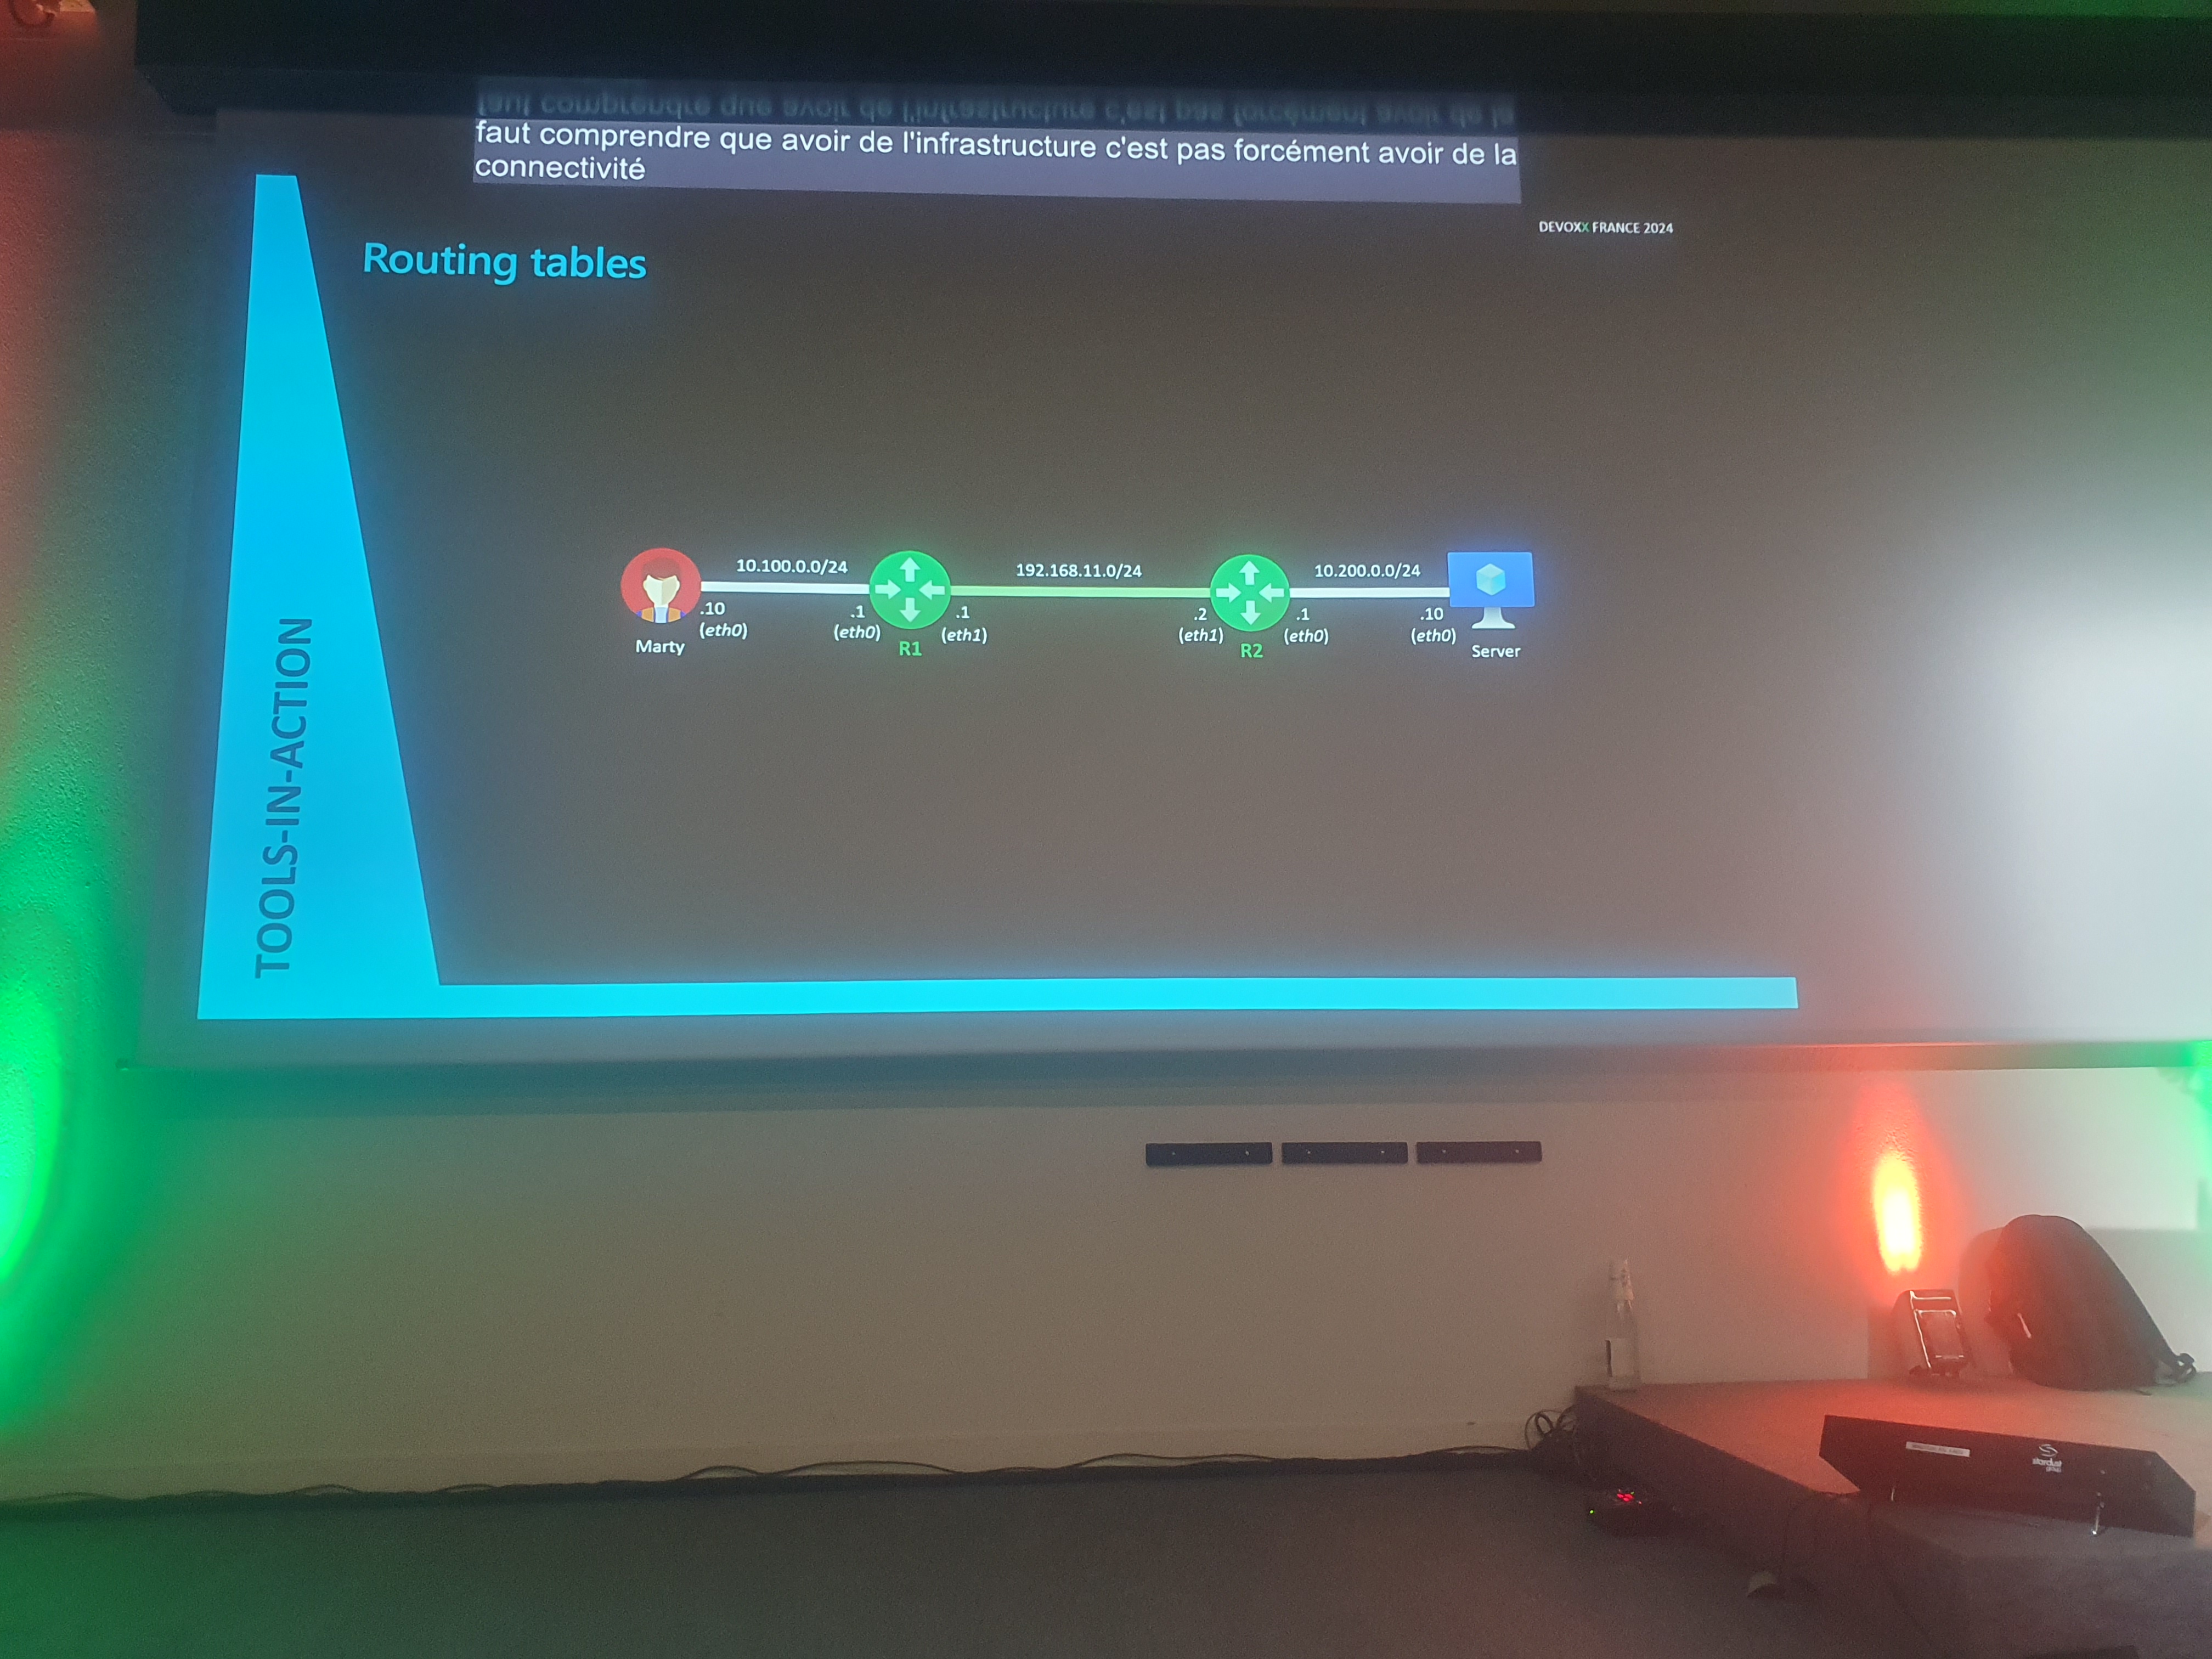 faut comprendre que avoir de l'infrastructure c'est pas forcément avoir de la
connectivité
DEVOXX FRANCE 2024
Routing tables
TOOLS-IN-ACTION
10.100.0.0/24
192.168.11.0/24
10.200.0.0/24
.10
(eth0)
.1
(eth0)
.1
(eth1)
.2
(eth1)
.1
(eth0)
.10
(eth0)
Marty
R1
R2
Server
stardust
group